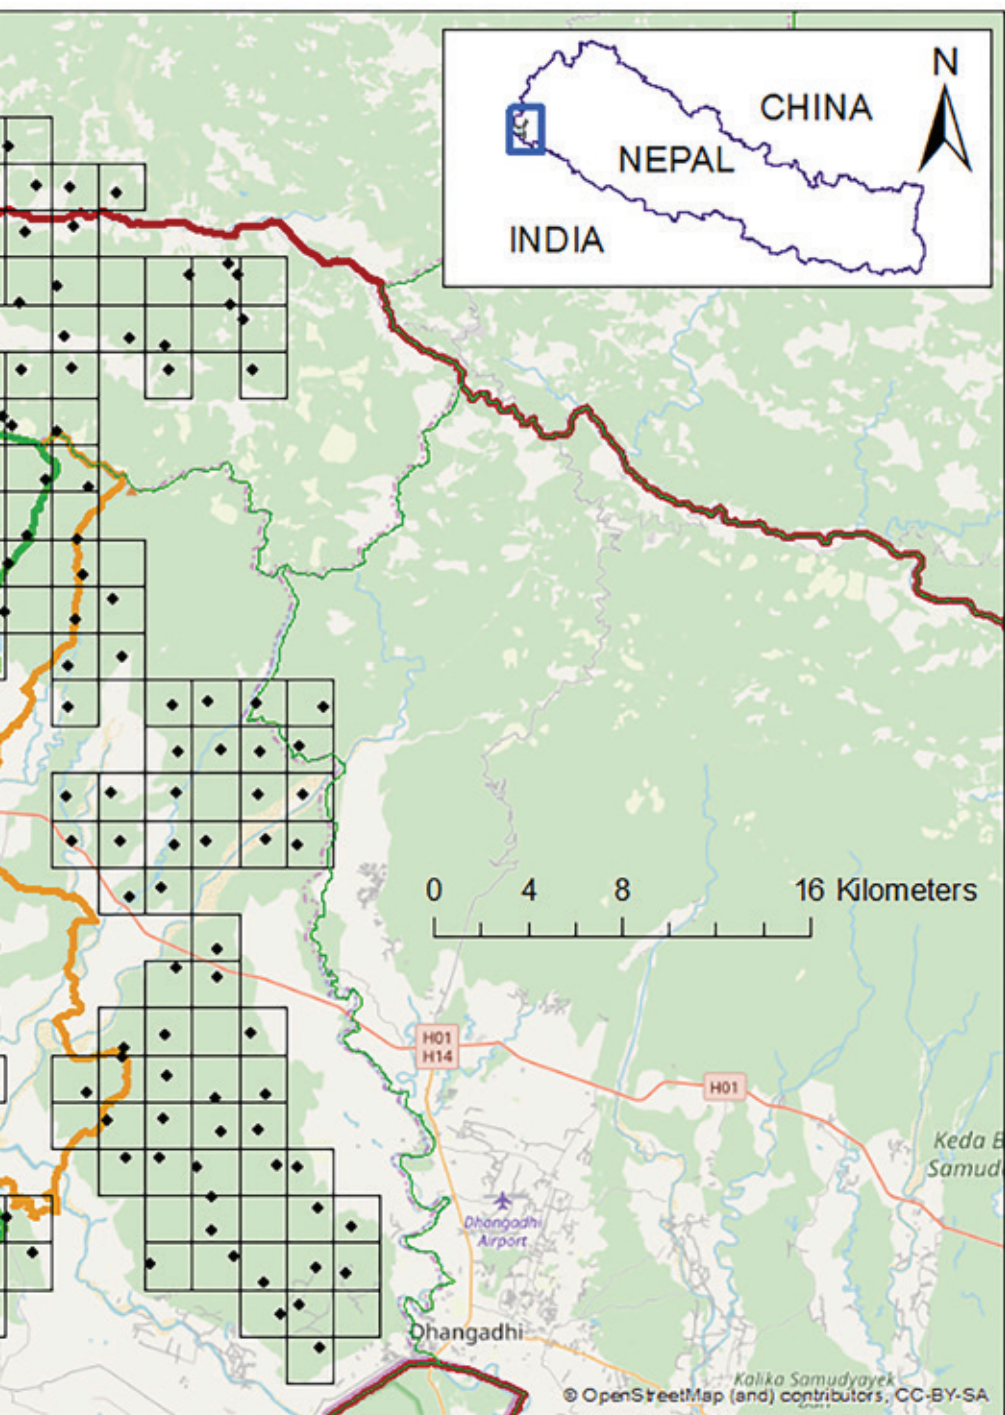 N
CHINA
NEPAL
INDIA
0 4 8 16 Kilometers
H01
H14
H01
Keda B
Samud
Dhangadhi
Airport
Dhangadhi
Kalika Samudyayek
© OpenStreetMap (and) contributors, CC-BY-SA